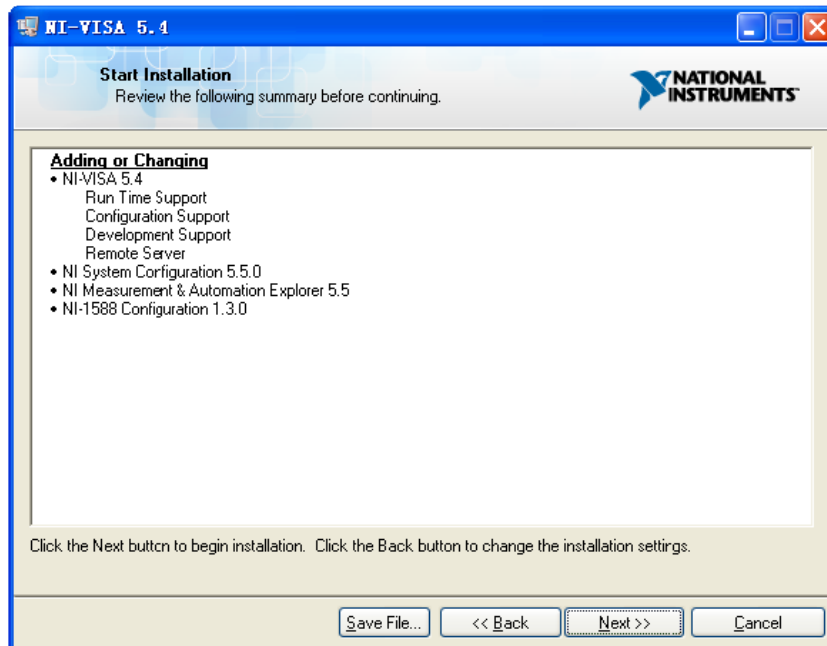 NI-VISA 5.4
Start Installation
Review the following summary before continuing.
NATIONAL
INSTRUMENTS™
Adding or Changing
• NI-VISA 5.4
Run Time Support
Configuration Support
Development Support
Remote Server
• NI System Configuration 5.5.0
• NI Measurement & Automation Explorer 5.5
• NI-1588 Configuration 1.3.0
Click the Next button to begin installation. Click the Back button to change the installation settings.
Save File... << Back Next >> Cancel